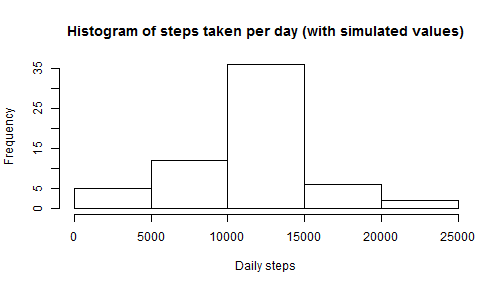 Histogram of steps taken per day (with simulated values)
Frequency
35
25
15
5
0
0 5000 10000 15000 20000 25000
Daily steps